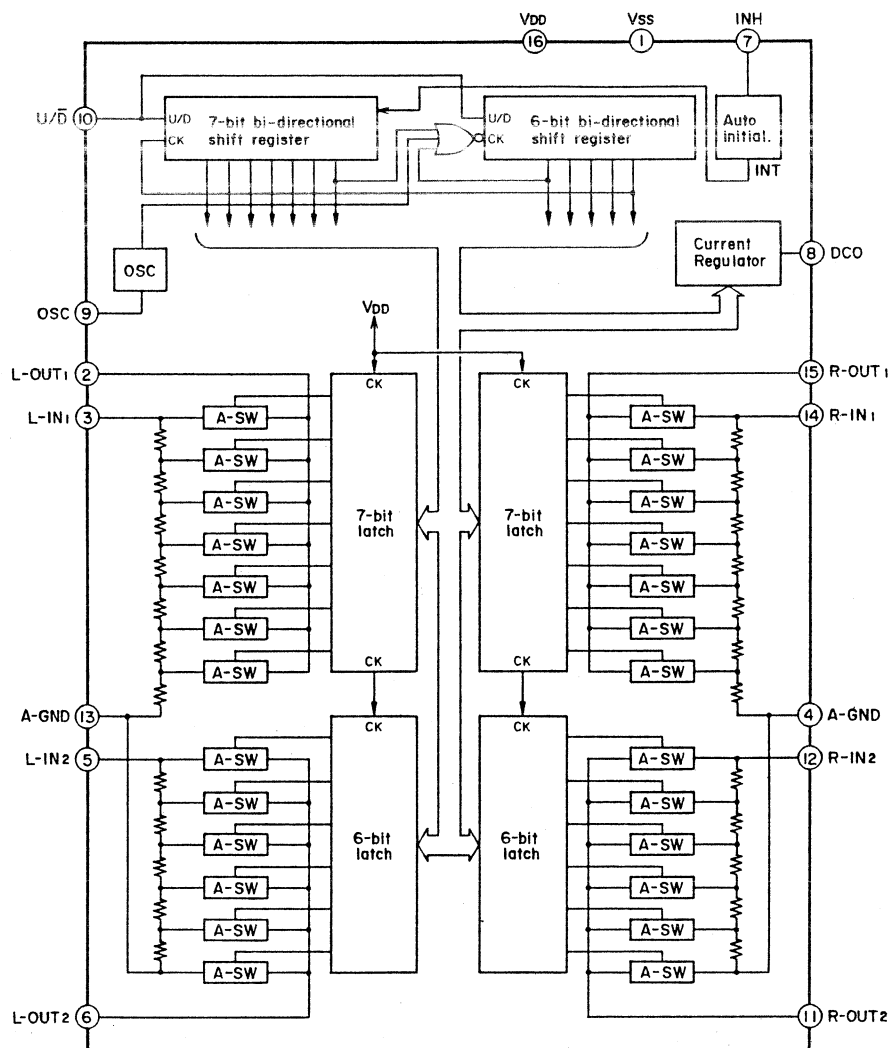 VDD VSS INH
16 1 7
U/D̅ 10 U/D 7-bit bi-directional U/D 6-bit bi-directional Auto
CK shift register CK shift register initial.
INT
OSC Current
Regulator 8 DCO
OSC 9 VDD
L-OUT1 2 15 R-OUT1
CK CK
L-IN1 3 A-SW A-SW 14 R-IN1
A-SW A-SW
A-SW A-SW
7-bit 7-bit
latch latch
A-SW A-SW
A-SW A-SW
A-SW A-SW
A-SW A-SW
CK CK
A-GND 13 4 A-GND
CK CK
L-IN2 5 A-SW A-SW 12 R-IN2
A-SW A-SW
A-SW A-SW
6-bit 6-bit
latch latch
A-SW A-SW
A-SW A-SW
A-SW A-SW
L-OUT2 6 11 R-OUT2